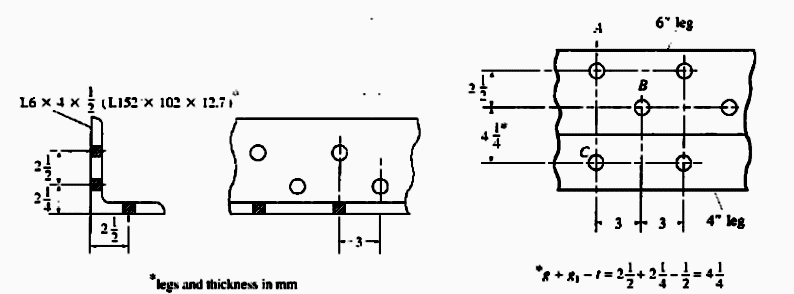 L6 × 4 × 1/2 (L152 × 102 × 12.7)*
2 1/2
2 1/4
2 1/2
3
*legs and thickness in mm
6" leg
A
2 1/2
B
4 1/4*
C
3 3
4" leg
*g + g₁ − t = 2 1/2 + 2 1/4 − 1/2 = 4 1/4